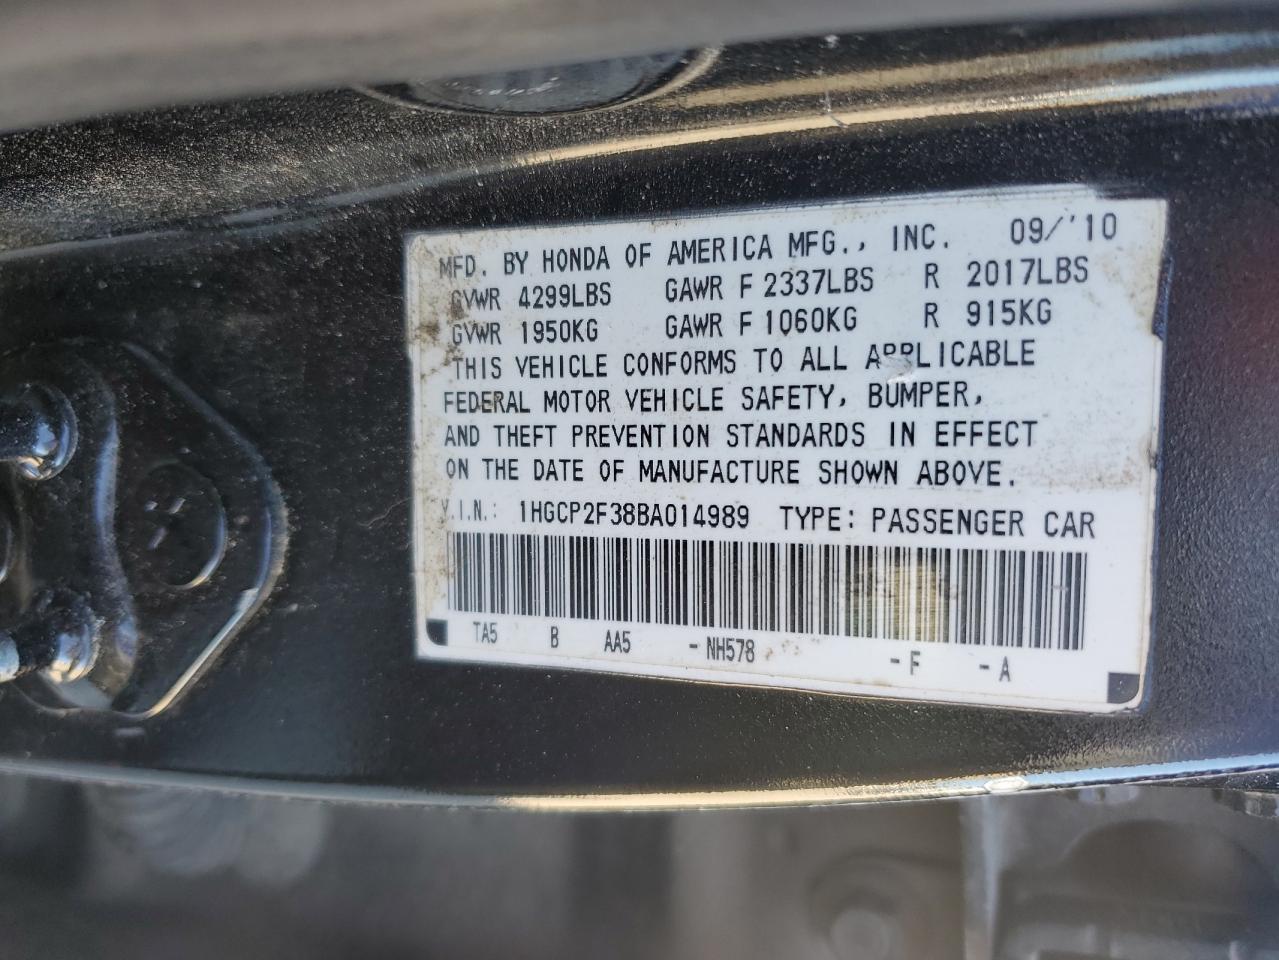 MFD. BY HONDA OF AMERICA MFG., INC. 09/'10
GVWR 4299LBS GAWR F 2337LBS R 2017LBS
GVWR 1950KG GAWR F 1060KG R 915KG
THIS VEHICLE CONFORMS TO ALL APPLICABLE
FEDERAL MOTOR VEHICLE SAFETY, BUMPER,
AND THEFT PREVENTION STANDARDS IN EFFECT
ON THE DATE OF MANUFACTURE SHOWN ABOVE.
V.I.N.: 1HGCP2F38BA014989 TYPE: PASSENGER CAR
TA5 B AA5 -NH578 -F -A